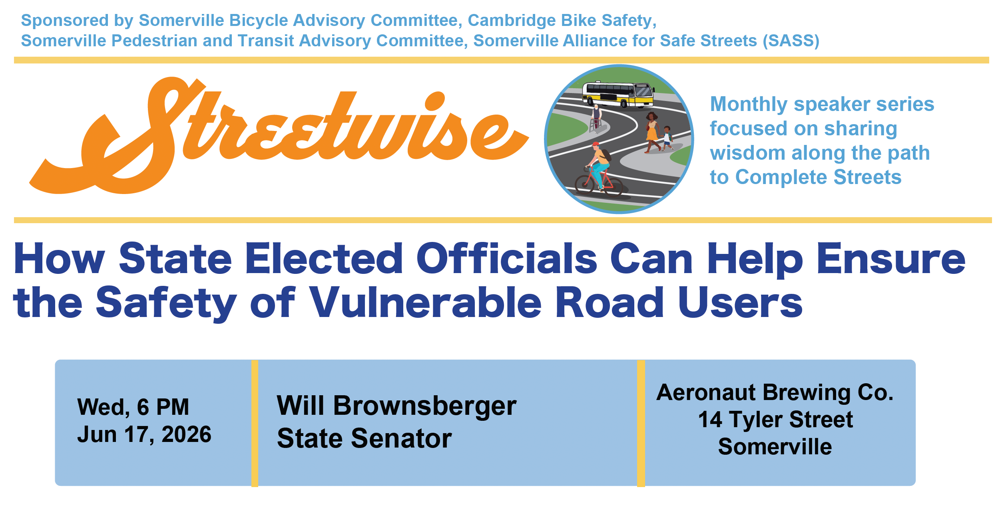 Sponsored by Somerville Bicycle Advisory Committee, Cambridge Bike Safety,
Somerville Pedestrian and Transit Advisory Committee, Somerville Alliance for Safe Streets (SASS)
Streetwise
Monthly speaker series
focused on sharing
wisdom along the path
to Complete Streets
How State Elected Officials Can Help Ensure
the Safety of Vulnerable Road Users
Wed, 6 PM
Jun 17, 2026
Will Brownsberger
State Senator
Aeronaut Brewing Co.
14 Tyler Street
Somerville